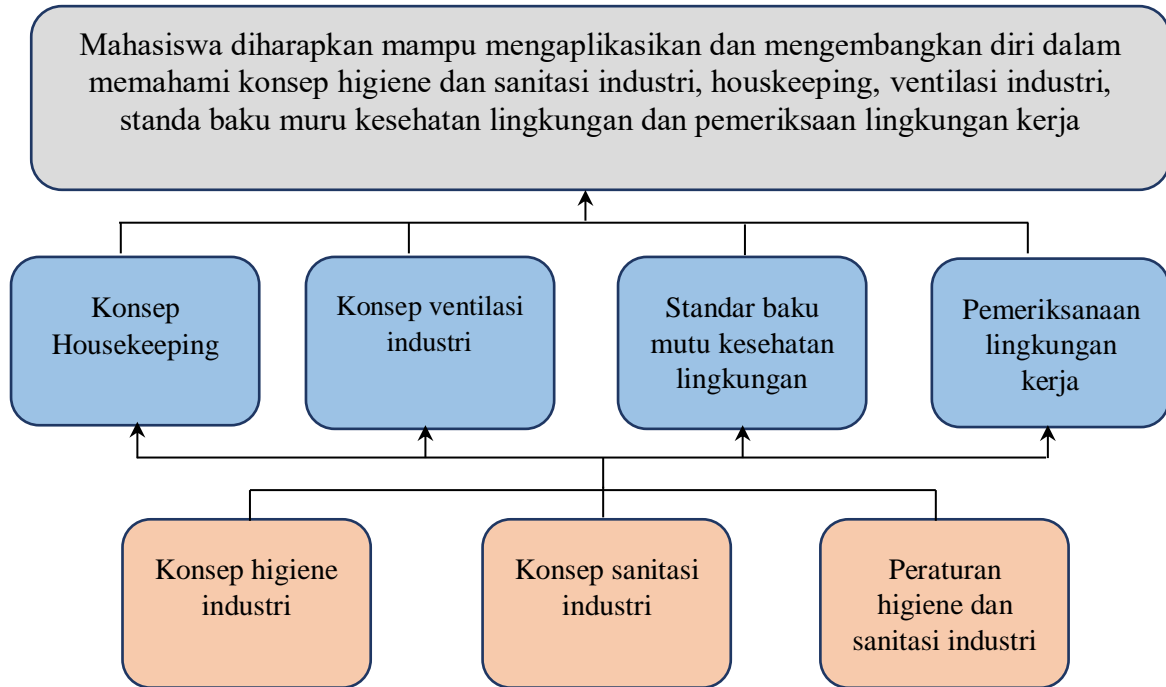 Mahasiswa diharapkan mampu mengaplikasikan dan mengembangkan diri dalam
memahami konsep higiene dan sanitasi industri, houskeeping, ventilasi industri,
standa baku muru kesehatan lingkungan dan pemeriksaan lingkungan kerja
Konsep
Housekeeping
Konsep ventilasi
industri
Standar baku
mutu kesehatan
lingkungan
Pemeriksanaan
lingkungan
kerja
Konsep higiene
industri
Konsep sanitasi
industri
Peraturan
higiene dan
sanitasi industri